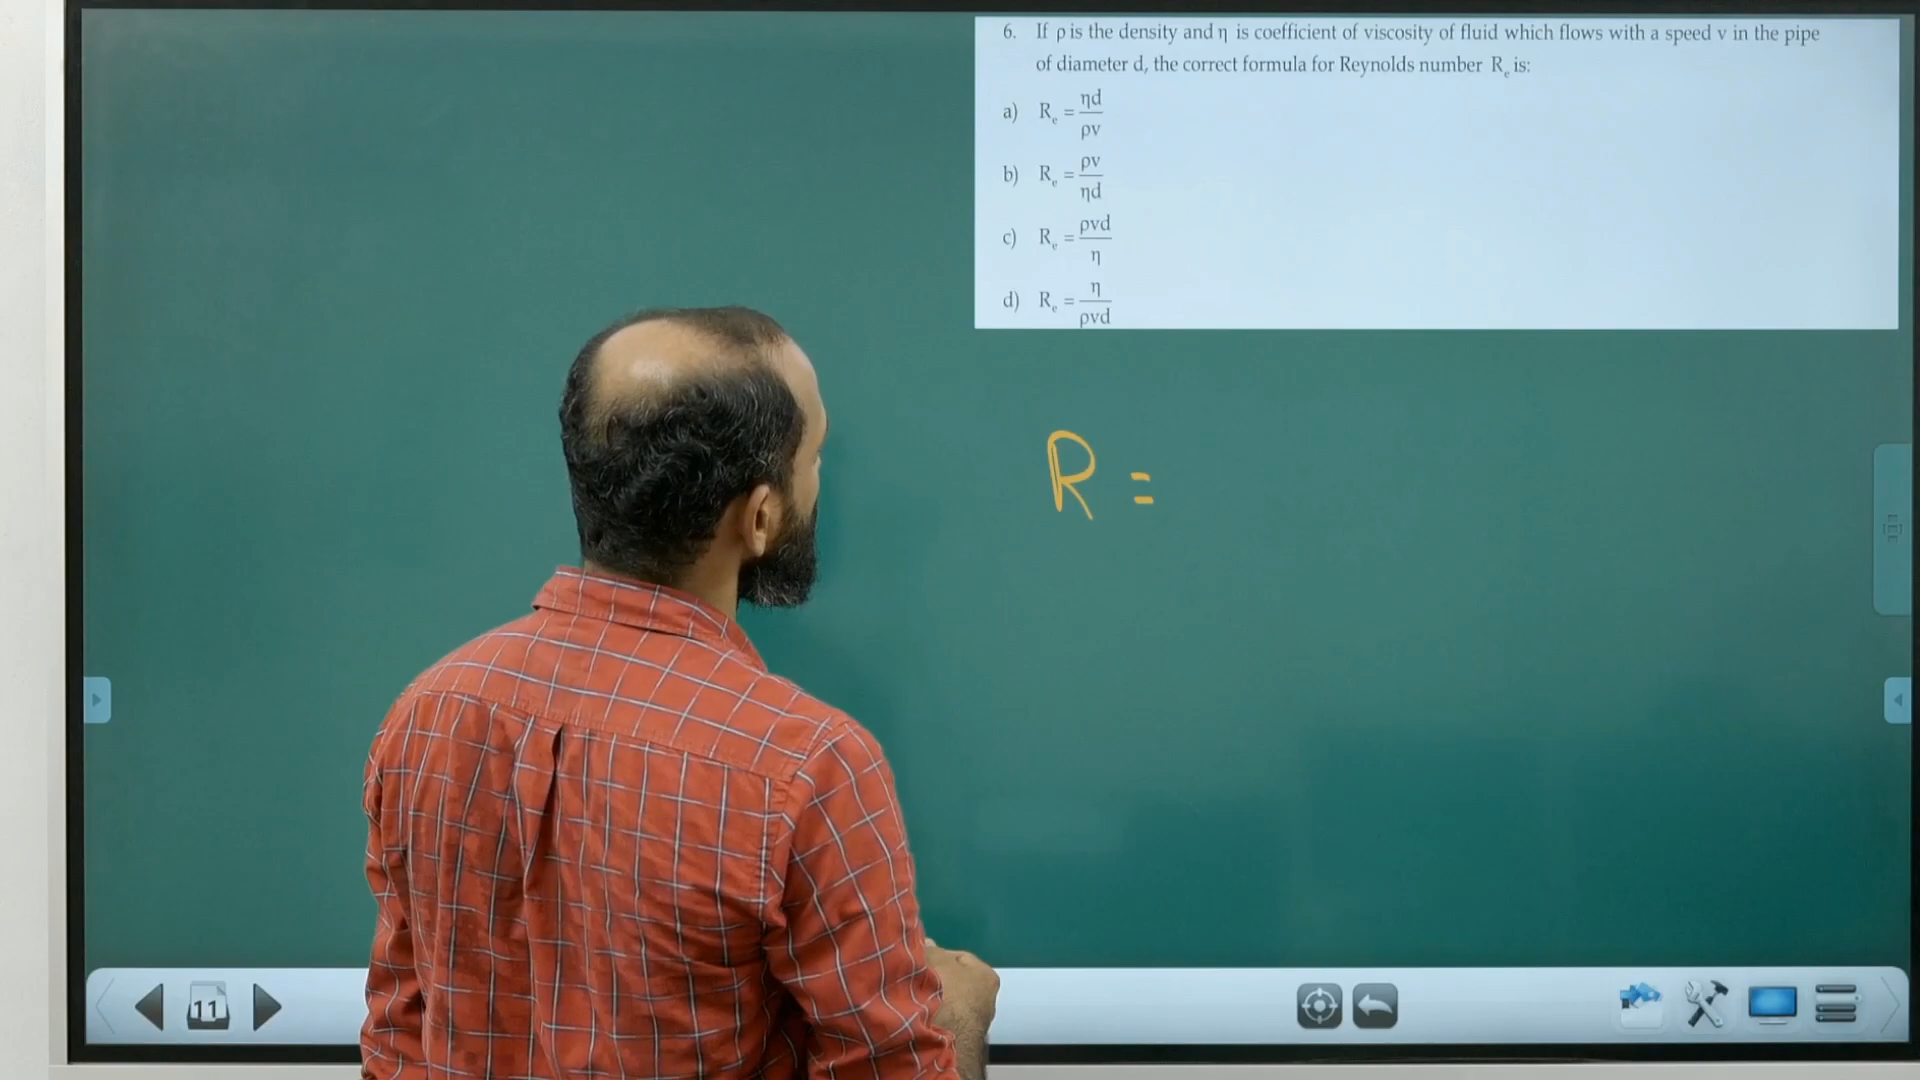 6. If ρ is the density and η is coefficient of viscosity of fluid which flows with a speed v in the pipe
of diameter d, the correct formula for Reynolds number Rₑ is:
a) Rₑ = ηd/ρv
b) Rₑ = ρv/ηd
c) Rₑ = ρvd/η
d) Rₑ = η/ρvd
R =
11